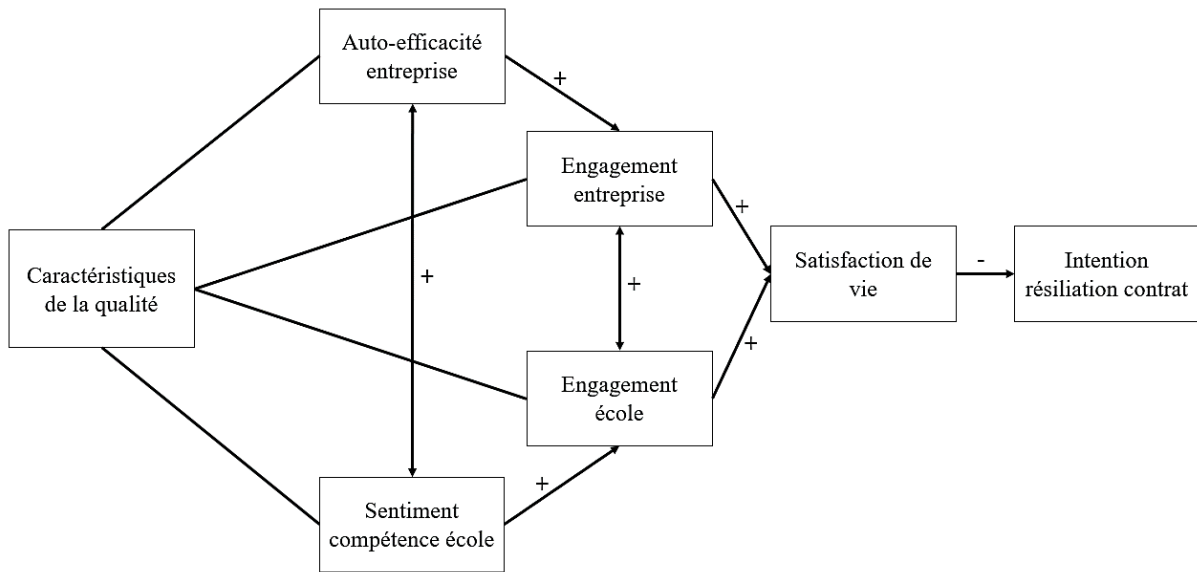 Auto-efficacité
entreprise
+
Engagement
entreprise
+
Caractéristiques
de la qualité
+
+
Satisfaction de
vie
-
Intention
résiliation contrat
+
Engagement
école
+
Sentiment
compétence école